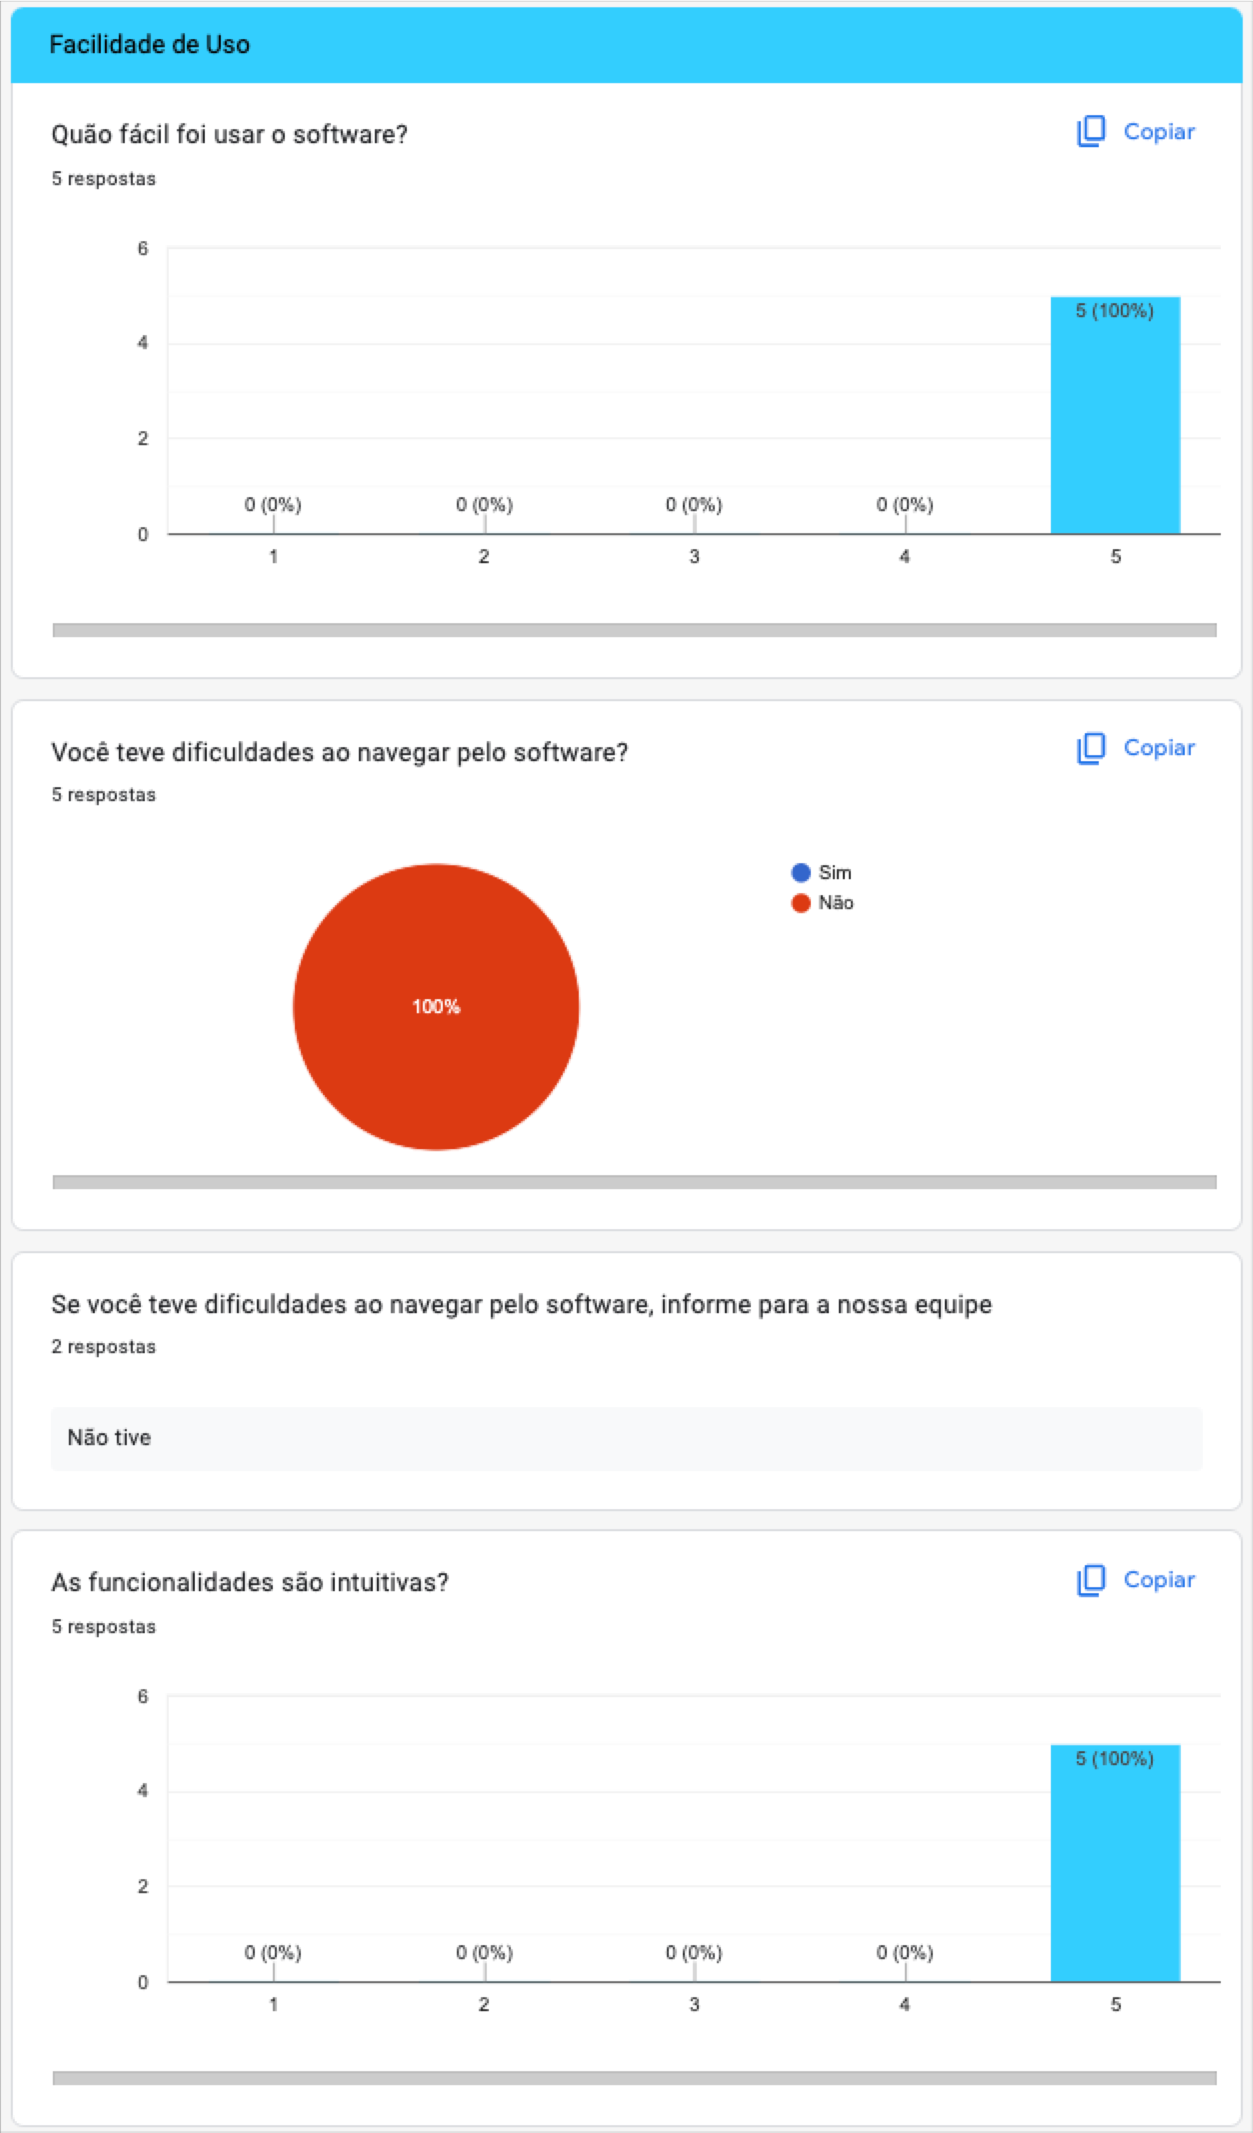 Facilidade de Uso
Quão fácil foi usar o software?
Copiar
5 respostas
6
4
2
0
0 (0%)
0 (0%)
0 (0%)
0 (0%)
5 (100%)
1
2
3
4
5
Você teve dificuldades ao navegar pelo software?
Copiar
5 respostas
100%
Sim
Não
Se você teve dificuldades ao navegar pelo software, informe para a nossa equipe
2 respostas
Não tive
As funcionalidades são intuitivas?
Copiar
5 respostas
6
4
2
0
0 (0%)
0 (0%)
0 (0%)
0 (0%)
5 (100%)
1
2
3
4
5